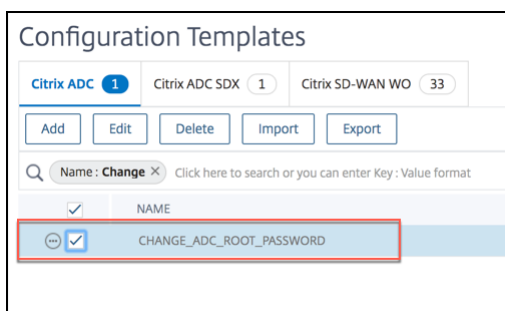 Configuration Templates
Citrix ADC 1 Citrix ADC SDX 1 Citrix SD-WAN WO 33
Add Edit Delete Import Export
Name : Change × Click here to search or you can enter Key : Value format
NAME
CHANGE_ADC_ROOT_PASSWORD